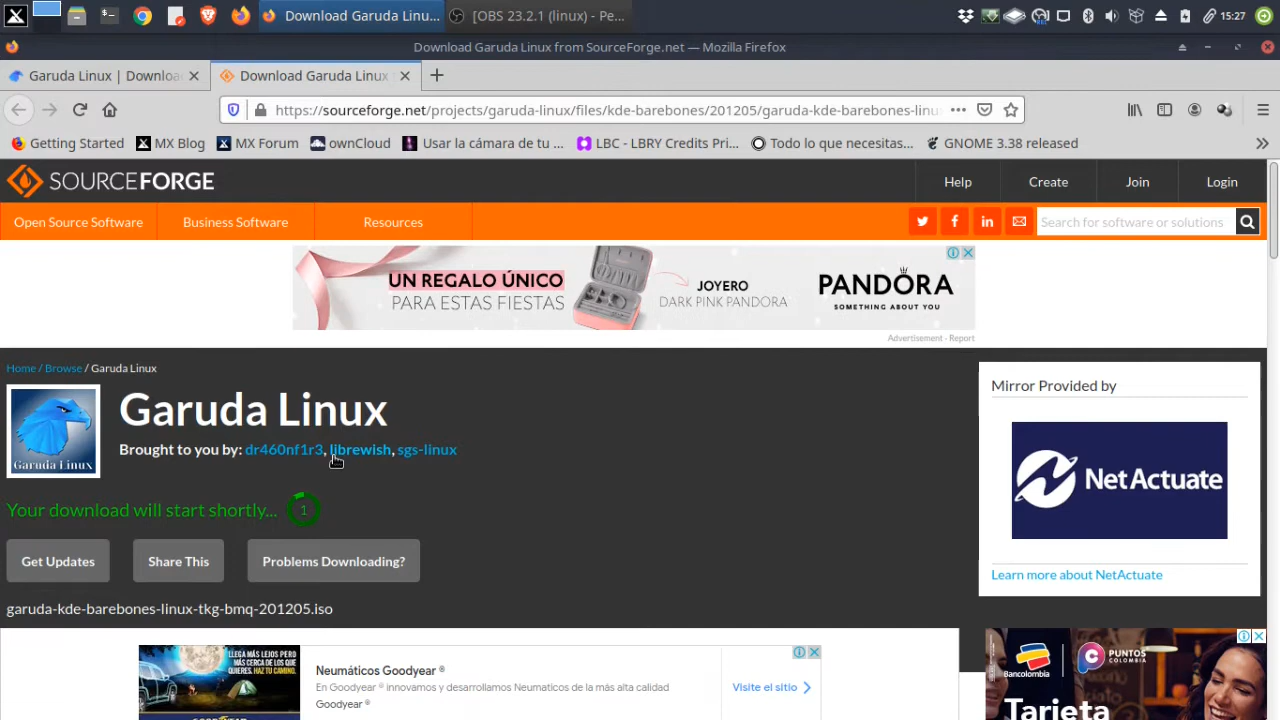 Download Garuda Linu...
[OBS 23.2.1 (linux) - Pe...
15:27
Download Garuda Linux from SourceForge.net — Mozilla Firefox
Garuda Linux | Downloa
Download Garuda Linux
https://sourceforge.net/projects/garuda-linux/files/kde-barebones/201205/garuda-kde-barebones-linu
Getting Started
MX Blog
MX Forum
ownCloud
Usar la cámara de tu ...
LBC - LBRY Credits Pri...
Todo lo que necesitas...
GNOME 3.38 released
SOURCEFORGE
Help
Create
Join
Login
Open Source Software
Business Software
Resources
Search for software or solutions
UN REGALO ÚNICO
PARA ESTAS FIESTAS
JOYERO
DARK PINK PANDORA
PANDORA
SOMETHING ABOUT YOU
Advertisement - Report
Home / Browse / Garuda Linux
Garuda Linux
Garuda Linux
Brought to you by: dr460nf1r3, librewish, sgs-linux
Your download will start shortly... 1
Get Updates
Share This
Problems Downloading?
garuda-kde-barebones-linux-tkg-bmq-201205.iso
Mirror Provided by
NetActuate
Learn more about NetActuate
LLEGA MÁS LEJOS PERO
MÁS CERCA DE LOS
QUIERES. HAZ TU CAMINO.
Neumáticos Goodyear ®
En Goodyear ® innovamos y desarrollamos Neumaticos de la más alta calidad
Goodyear ®
Visite el sitio
Bancolombia
PUNTOS
COLOMBIA
Tarjeta